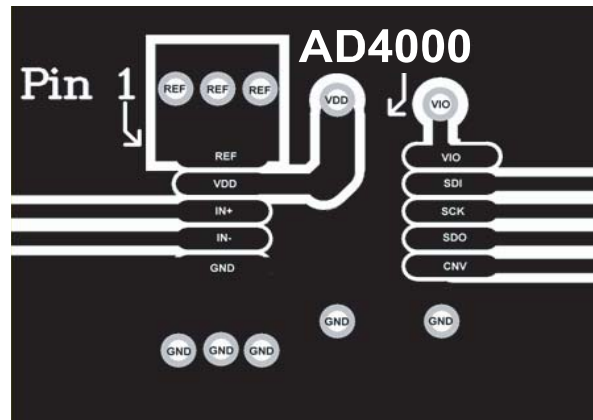 AD4000
Pin 1
REF REF REF
VDD
VIO
REF
VDD
IN+
IN-
GND
VIO
SDI
SCK
SDO
CNV
GND
GND
GND GND GND